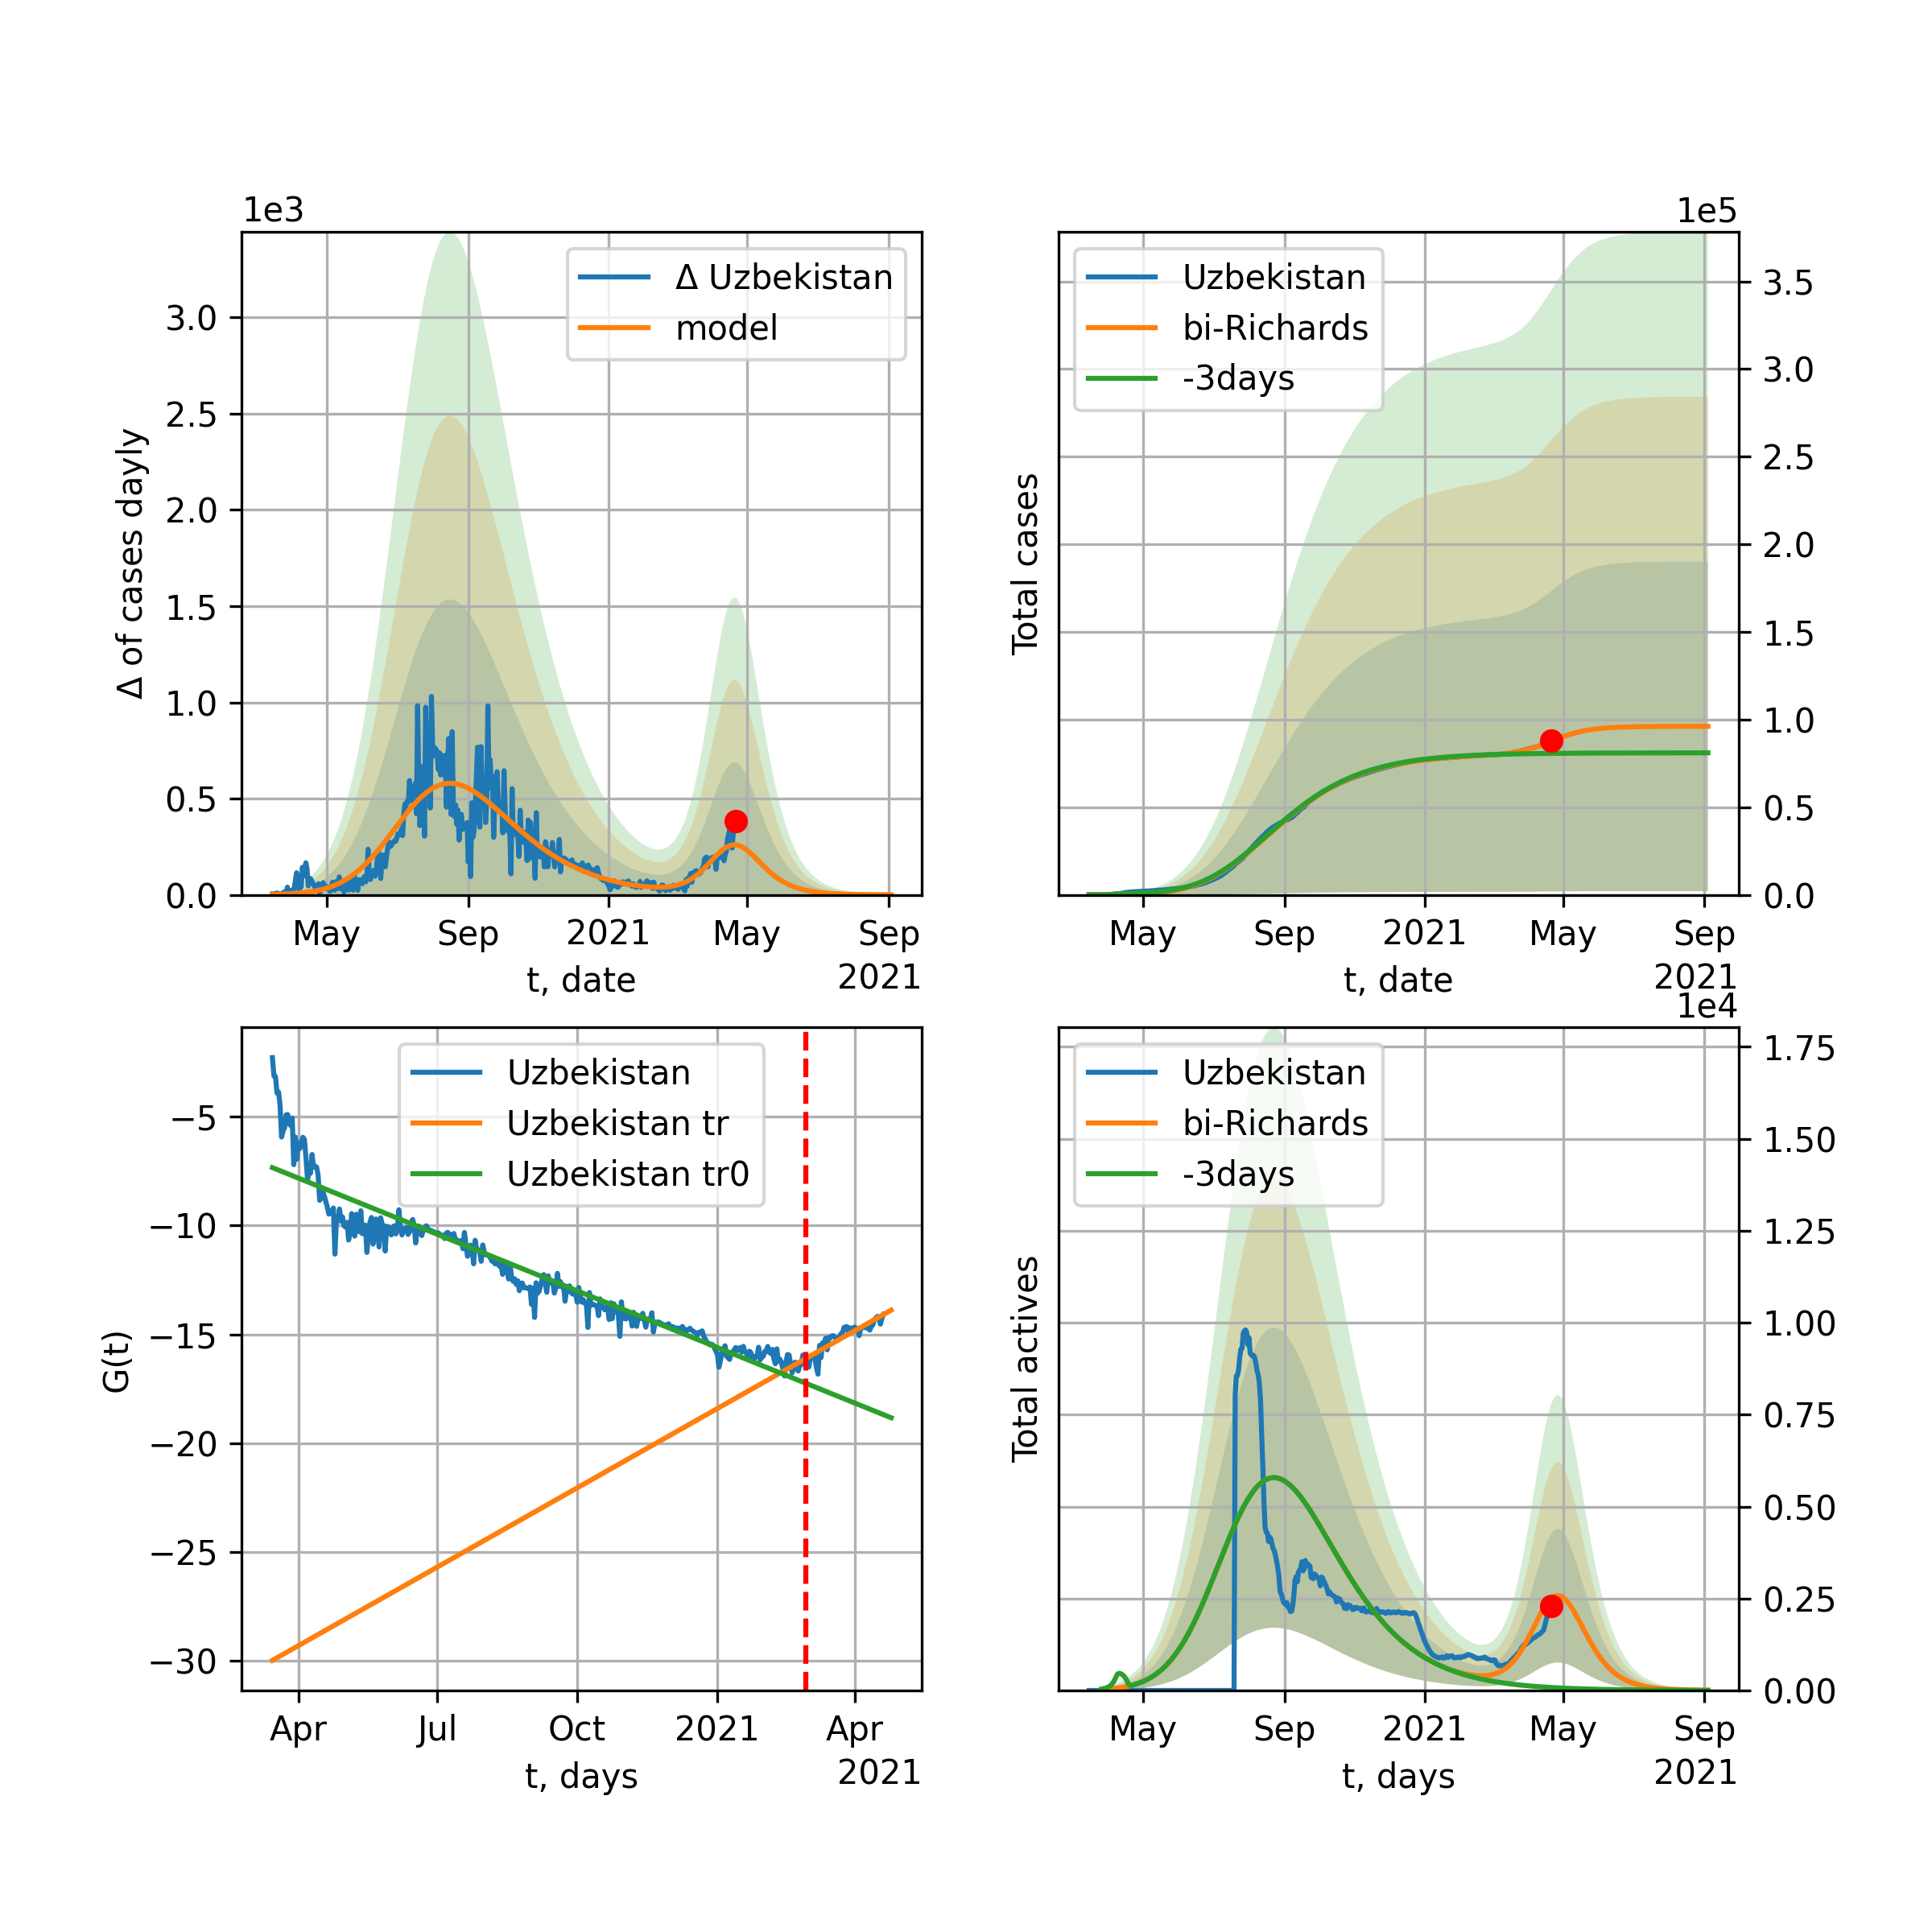 1e3
Δ Uzbekistan
model
3.0
2.5
2.0
1.5
1.0
0.5
0.0
Δ of cases dayly
May Sep 2021 May Sep
2021
t, date
1e5
Uzbekistan
bi-Richards
-3days
3.5
3.0
2.5
2.0
1.5
1.0
0.5
0.0
Total cases
May Sep 2021 May Sep
2021
t, date
Uzbekistan
Uzbekistan tr
Uzbekistan tr0
−5
−10
−15
−20
−25
−30
G(t)
Apr Jul Oct 2021 Apr
2021
t, days
1e4
Uzbekistan
bi-Richards
-3days
1.75
1.50
1.25
1.00
0.75
0.50
0.25
0.00
Total actives
May Sep 2021 May Sep
2021
t, days